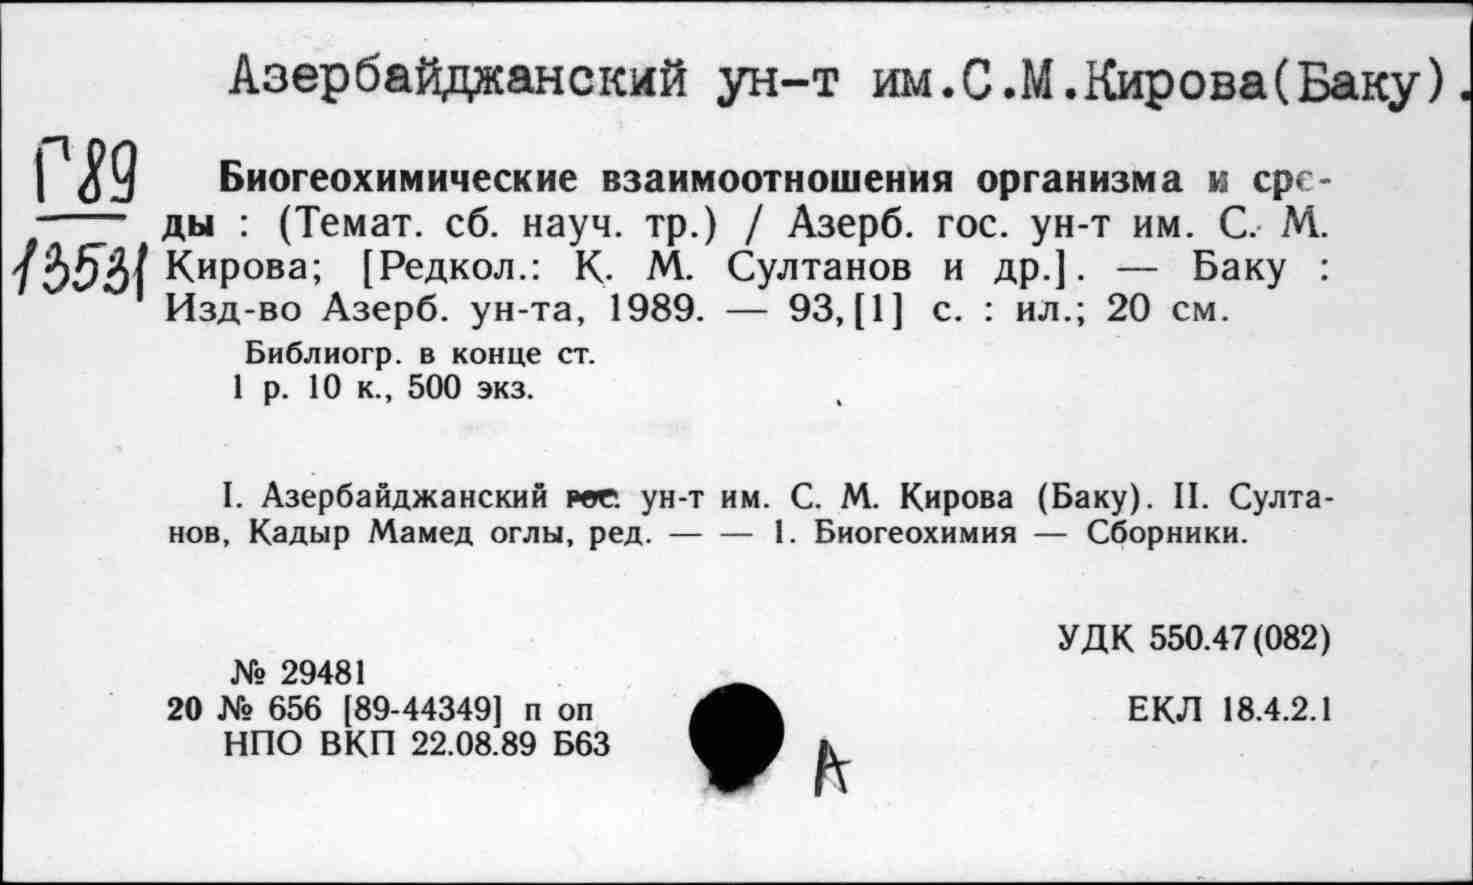 Азербайджанский ун-т им.С.М.Кирова(Баку).
Г89
Биогеохимические взаимоотношения организма и сре-
ды : (Темат. сб. науч. тр.) / Азерб. гос. ун-т им. С. М.
Кирова; [Редкол.: К. М. Султанов и др.]. — Баку :
Изд-во Азерб. ун-та, 1989. — 93,[1] с. : ил.; 20 см.
Библиогр. в конце ст.
1 р. 10 к., 500 экз.
I. Азербайджанский гос. ун-т им. С. М. Кирова (Баку). II. Султа-
нов, Кадыр Мамед оглы, ред. — — 1. Биогеохимия — Сборники.
УДК 550.47(082)
№ 29481
20 № 656 [89-44349] п оп
ЕКЛ 18.4.2.1
НПО ВКП 22.08.89 Б63
А